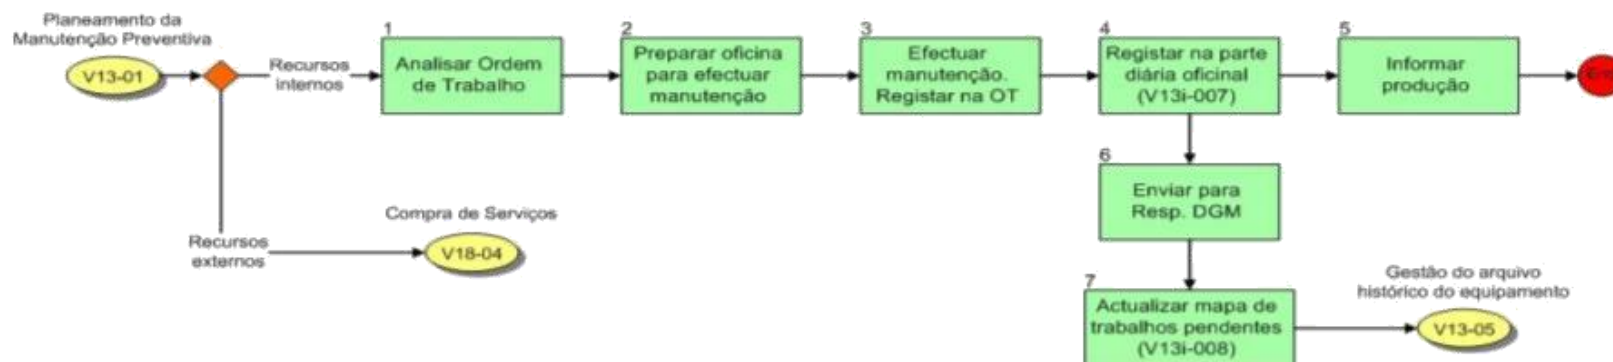 Planeamento da
Manutenção Preventiva
V13-01
Recursos
internos
1
Analisar Ordem
de Trabalho
2
Preparar oficina
para efectuar
manutenção
3
Efectuar
manutenção.
Registar na OT
4
Registar na parte
diária oficinal
(V13i-007)
5
Informar
produção
6
Enviar para
Resp. DGM
Compra de Serviços
Recursos
externos
V18-04
7
Actualizar mapa de
trabalhos pendentes
(V13i-008)
Gestão do arquivo
histórico do equipamento
V13-05